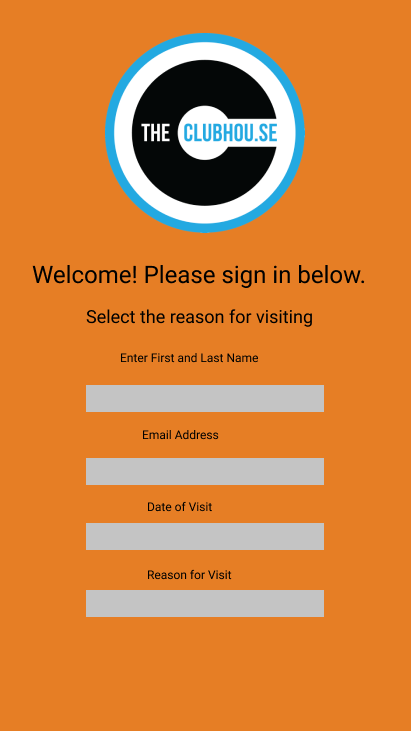 THE CLUBHOU.SE
Welcome! Please sign in below.
Select the reason for visiting
Enter First and Last Name
Email Address
Date of Visit
Reason for Visit